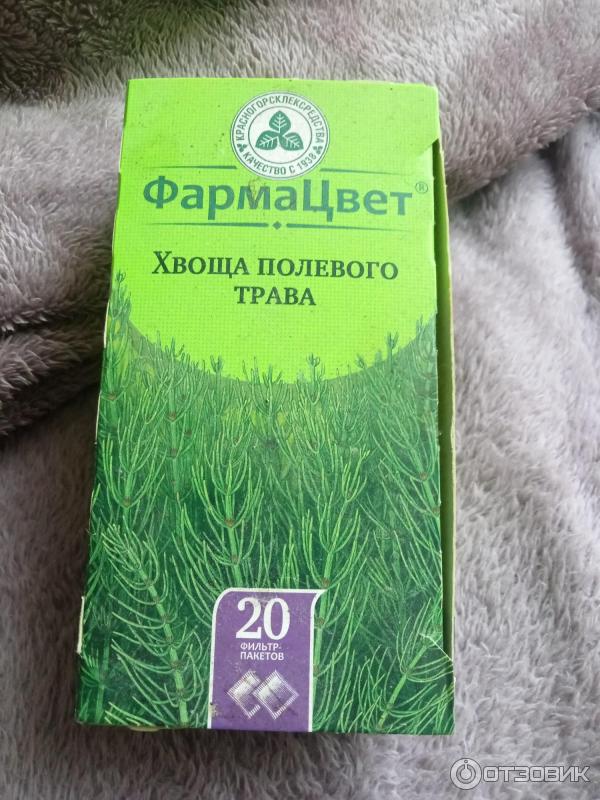 КРАСНОГОРСКЛЕКСРЕДСТВА
КАЧЕСТВО С 1938
ФармаЦвет®
ХВОЩА ПОЛЕВОГО
ТРАВА
20
ФИЛЬТР-
ПАКЕТОВ
ОТЗОВИК